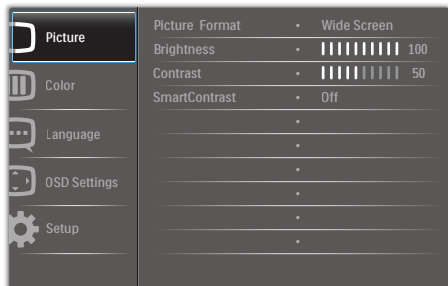 Picture
Color
Language
OSD Settings
Setup
Picture Format • Wide Screen
Brightness • 100
Contrast • 50
SmartContrast • Off
•
•
•
•
•
•